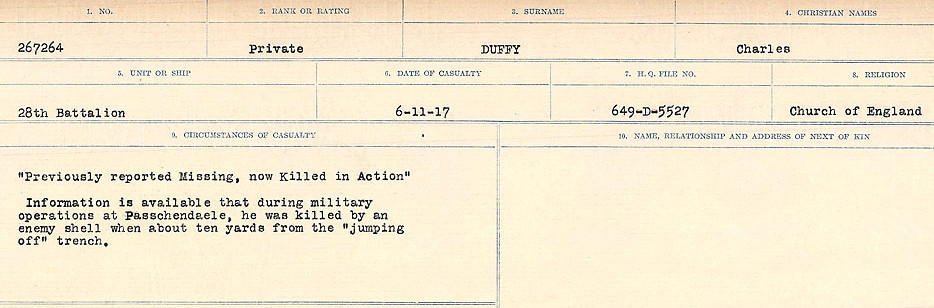 1. NO. 2. RANK OR RATING 3. SURNAME 4. CHRISTIAN NAMES
267264 Private DUFFY Charles
5. UNIT OR SHIP 6. DATE OF CASUALTY 7. H.Q. FILE NO. 8. RELIGION
28th Battalion 6-11-17 649-D-5527 Church of England
9. CIRCUMSTANCES OF CASUALTY 10. NAME, RELATIONSHIP AND ADDRESS OF NEXT OF KIN
"Previously reported Missing, now Killed in Action"
Information is available that during military
operations at Passchendaele, he was killed by an
enemy shell when about ten yards from the "jumping
off" trench.